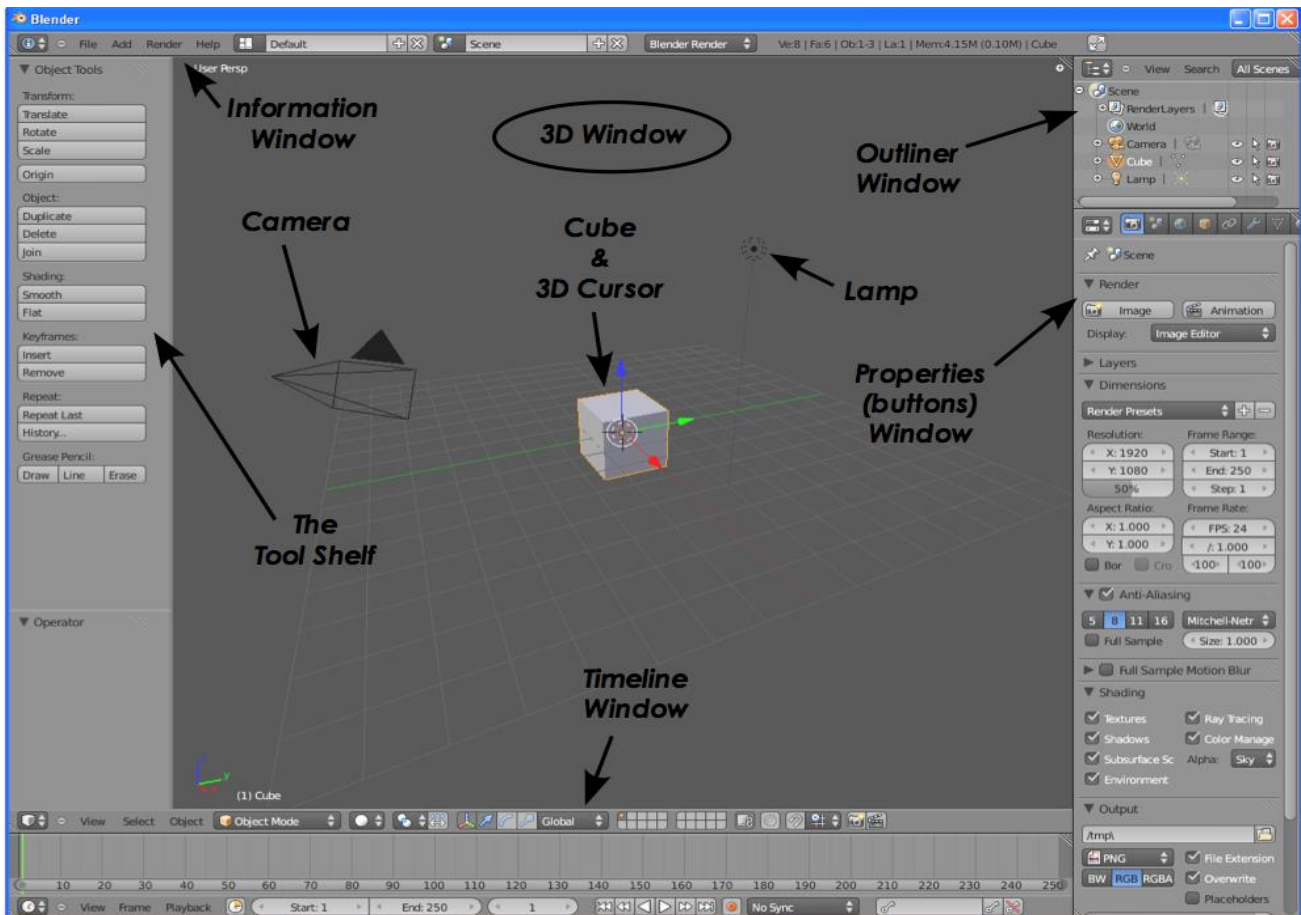 Blender
File Add Render Help Default Scene Blender Render Ve:8 | Fa:6 | Ob:1-3 | La:1 | Mem:4.15M (0.10M) | Cube
Object Tools
Transform:
Translate
Rotate
Scale
Origin
Object:
Duplicate
Delete
Join
Shading:
Smooth
Flat
Keyframes:
Insert
Remove
Repeat:
Repeat Last
History...
Grease Pencil:
Draw Line Erase
Operator
User Persp
Information
Window
3D Window
Outliner
Window
Camera
Cube
&
3D Cursor
Lamp
Properties
(buttons)
Window
The
Tool Shelf
Timeline
Window
(1) Cube
View Search All Scenes
Scene
RenderLayers |
World
Camera |
Cube |
Lamp |
Scene
Render
Image Animation
Display: Image Editor
Layers
Dimensions
Render Presets
Resolution: Frame Range:
X: 1920 Start: 1
Y: 1080 End: 250
50% Step: 1
Aspect Ratio: Frame Rate:
X: 1.000 FPS: 24
Y: 1.000 /: 1.000
Bor Cro 100 100
Anti-Aliasing
5 8 11 16 Mitchell-Netr
Full Sample Size: 1.000
Full Sample Motion Blur
Shading
Textures Ray Tracing
Shadows Color Manage
Subsurface Sc Alpha: Sky
Environment
Output
/tmp\
PNG File Extension
BW RGB RGBA Overwrite
Placeholders
View Select Object Object Mode Global
10 20 30 40 50 60 70 80 90 100 110 120 130 140 150 160 170 180 190 200 210 220 230 240 250
View Frame Playback Start: 1 End: 250 1 No Sync